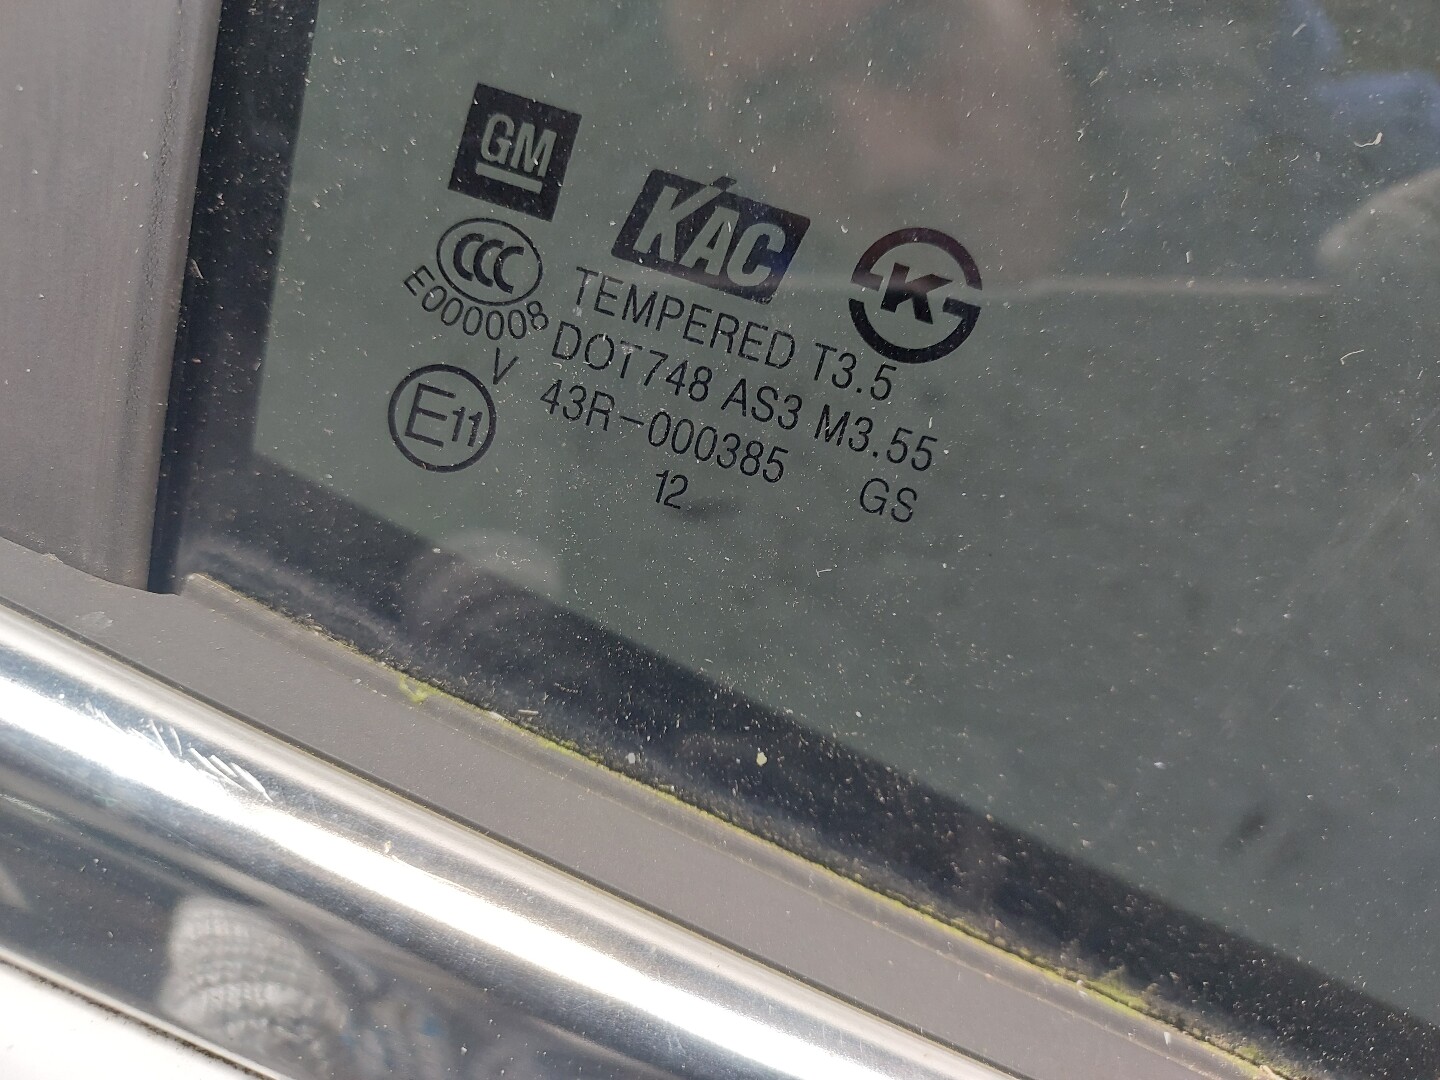 GM
KAC
CCC
K
E000008
TEMPERED T3.5
DOT748 AS3 M3.55
V 43R-000385 GS
E11
12